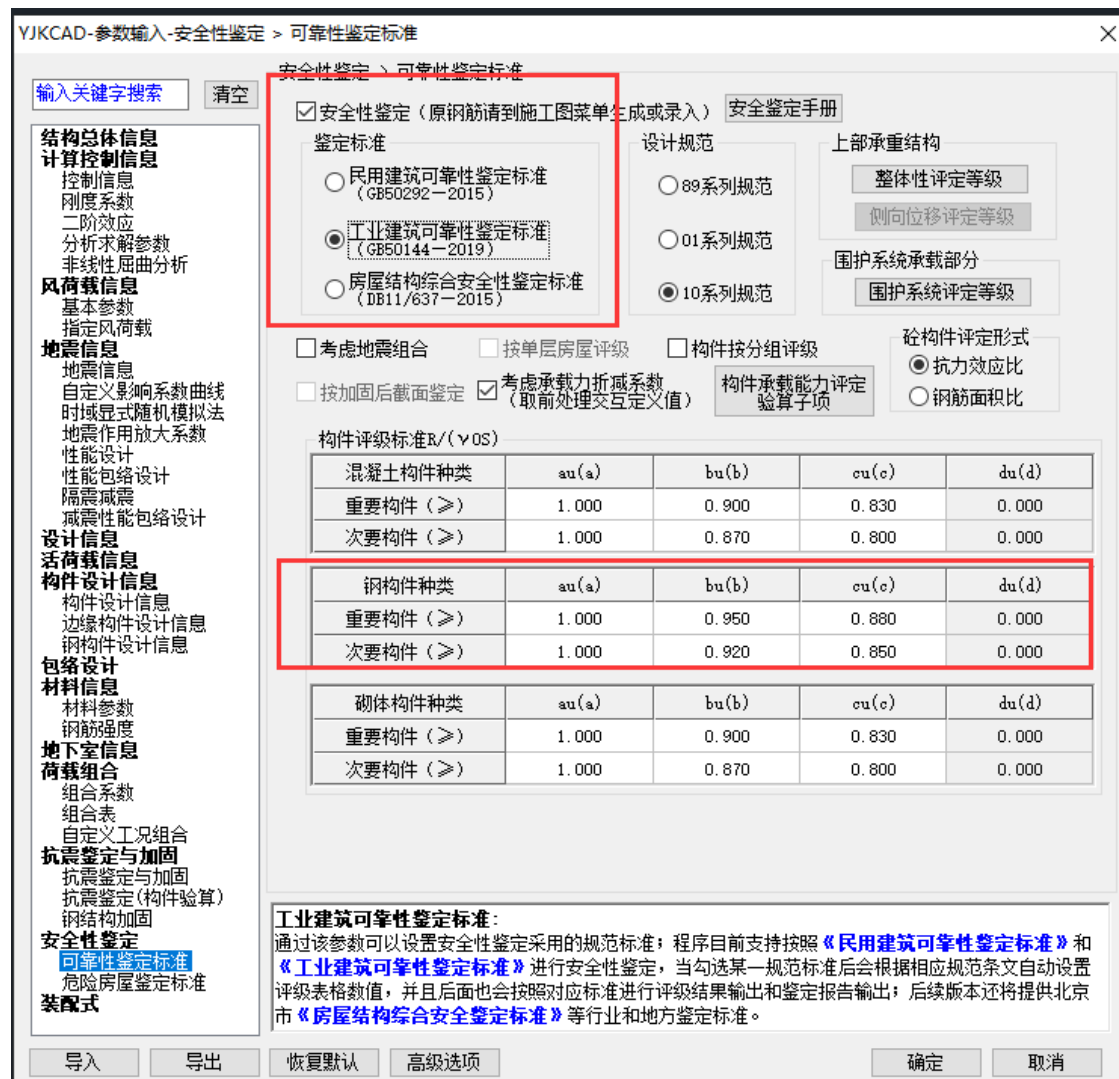 YJKCAD-参数输入-安全性鉴定 > 可靠性鉴定标准
输入关键字搜索
清空
结构总体信息
计算控制信息
控制信息
刚度系数
二阶效应
分析求解参数
非线性屈曲分析
风荷载信息
基本参数
指定风荷载
地震信息
地震信息
自定义影响系数曲线
时域显式随机模拟法
地震作用放大系数
性能设计
性能包络设计
隔震减震
减震性能包络设计
设计信息
活荷载信息
构件设计信息
构件设计信息
边缘构件设计信息
钢构件设计信息
包络设计
材料信息
材料参数
钢筋强度
地下室信息
荷载组合
组合系数
组合表
自定义工况组合
抗震鉴定与加固
抗震鉴定与加固
抗震鉴定(构件验算)
钢结构加固
安全性鉴定
可靠性鉴定标准
危险房屋鉴定标准
装配式
安全性鉴定 > 可靠性鉴定标准
安全性鉴定（原钢筋请到施工图菜单生成或录入）
安全鉴定手册
鉴定标准
民用建筑可靠性鉴定标准
（GB50292－2015）
工业建筑可靠性鉴定标准
（GB50144－2019）
房屋结构综合安全性鉴定标准
（DB11/637－2015）
设计规范
89系列规范
01系列规范
10系列规范
上部承重结构
整体性评定等级
侧向位移评定等级
围护系统承载部分
围护系统评定等级
考虑地震组合
按单层房屋评级
构件按分组评级
按加固后截面鉴定
考虑承载力折减系数
（取前处理交互定义值）
构件承载能力评定
验算子项
砼构件评定形式
抗力效应比
钢筋面积比
构件评级标准R/(γ0S)
混凝土构件种类 au(a) bu(b) cu(c) du(d)
重要构件（≥） 1.000 0.900 0.830 0.000
次要构件（≥） 1.000 0.870 0.800 0.000
钢构件种类 au(a) bu(b) cu(c) du(d)
重要构件（≥） 1.000 0.950 0.880 0.000
次要构件（≥） 1.000 0.920 0.850 0.000
砌体构件种类 au(a) bu(b) cu(c) du(d)
重要构件（≥） 1.000 0.900 0.830 0.000
次要构件（≥） 1.000 0.870 0.800 0.000
工业建筑可靠性鉴定标准:
通过该参数可以设置安全性鉴定采用的规范标准；程序目前支持按照《民用建筑可靠性鉴定标准》和
《工业建筑可靠性鉴定标准》进行安全性鉴定，当勾选某一规范标准后会根据相应规范条文自动设置
评级表格数值，并且后面也会按照对应标准进行评级结果输出和鉴定报告输出；后续版本还将提供北京
市《房屋结构综合安全鉴定标准》等行业和地方鉴定标准。
导入
导出
恢复默认
高级选项
确定
取消